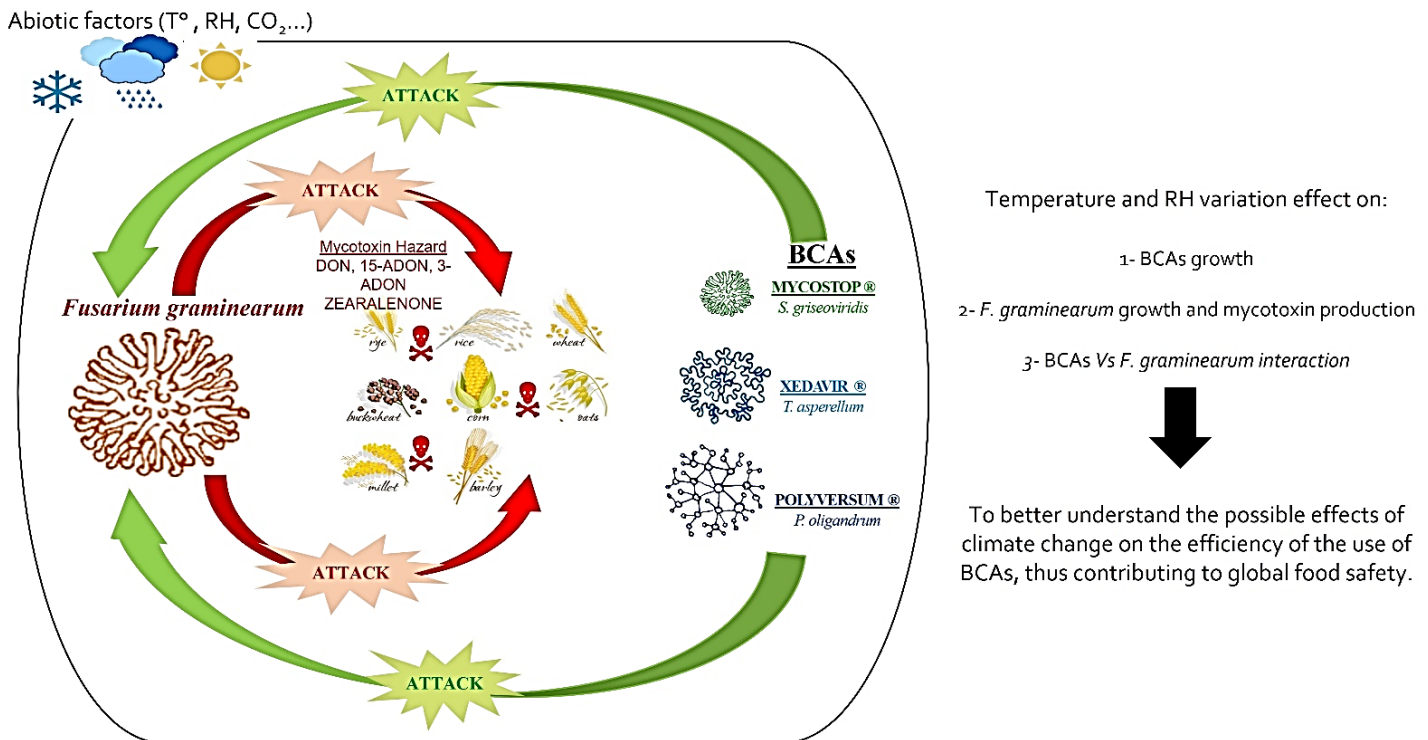 Abiotic factors (T°, RH, CO₂...)
ATTACK
ATTACK
Mycotoxin Hazard
DON, 15-ADON, 3-
ADON
ZEARALENONE
Fusarium graminearum
rye
rice
wheat
buckwheat
corn
oats
millet
barley
ATTACK
ATTACK
BCAs
MYCOSTOP ®
S. griseoviridis
XEDAVIR ®
T. asperellum
POLYVERSUM ®
P. oligandrum
Temperature and RH variation effect on:
1- BCAs growth
2- F. graminearum growth and mycotoxin production
3- BCAs Vs F. graminearum interaction
To better understand the possible effects of
climate change on the efficiency of the use of
BCAs, thus contributing to global food safety.